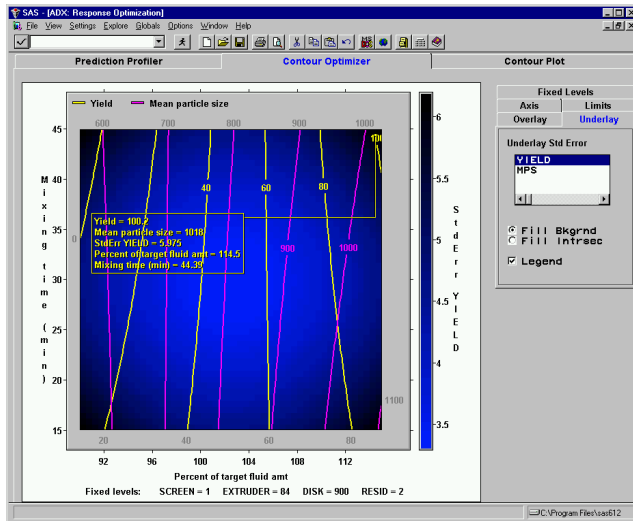 SAS - [ADX: Response Optimization]
File View Settings Explore Globals Options Window Help
Prediction Profiler Contour Optimizer Contour Plot
Yield Mean particle size
600 700 800 900 1000
45
40
35
30
25
20
15
Mixing time (min)
0
40 60 80
900 1000
1100
20 40 60 80
Yield = 100.2
Mean particle size = 1018
StdErr YIELD = 5.975
Percent of target fluid amt = 114.5
Mixing time (min) = 44.39
92 96 100 104 108 112
Percent of target fluid amt
Fixed levels: SCREEN = 1 EXTRUDER = 84 DISK = 900 RESID = 2
6
5.5
5
4.5
4
3.5
StdErr YIELD
Fixed Levels
Axis Limits
Overlay Underlay
Underlay Std Error
YIELD
MPS
Fill Bkgrnd
Fill Intrsec
Legend
C:\Program Files\sas612